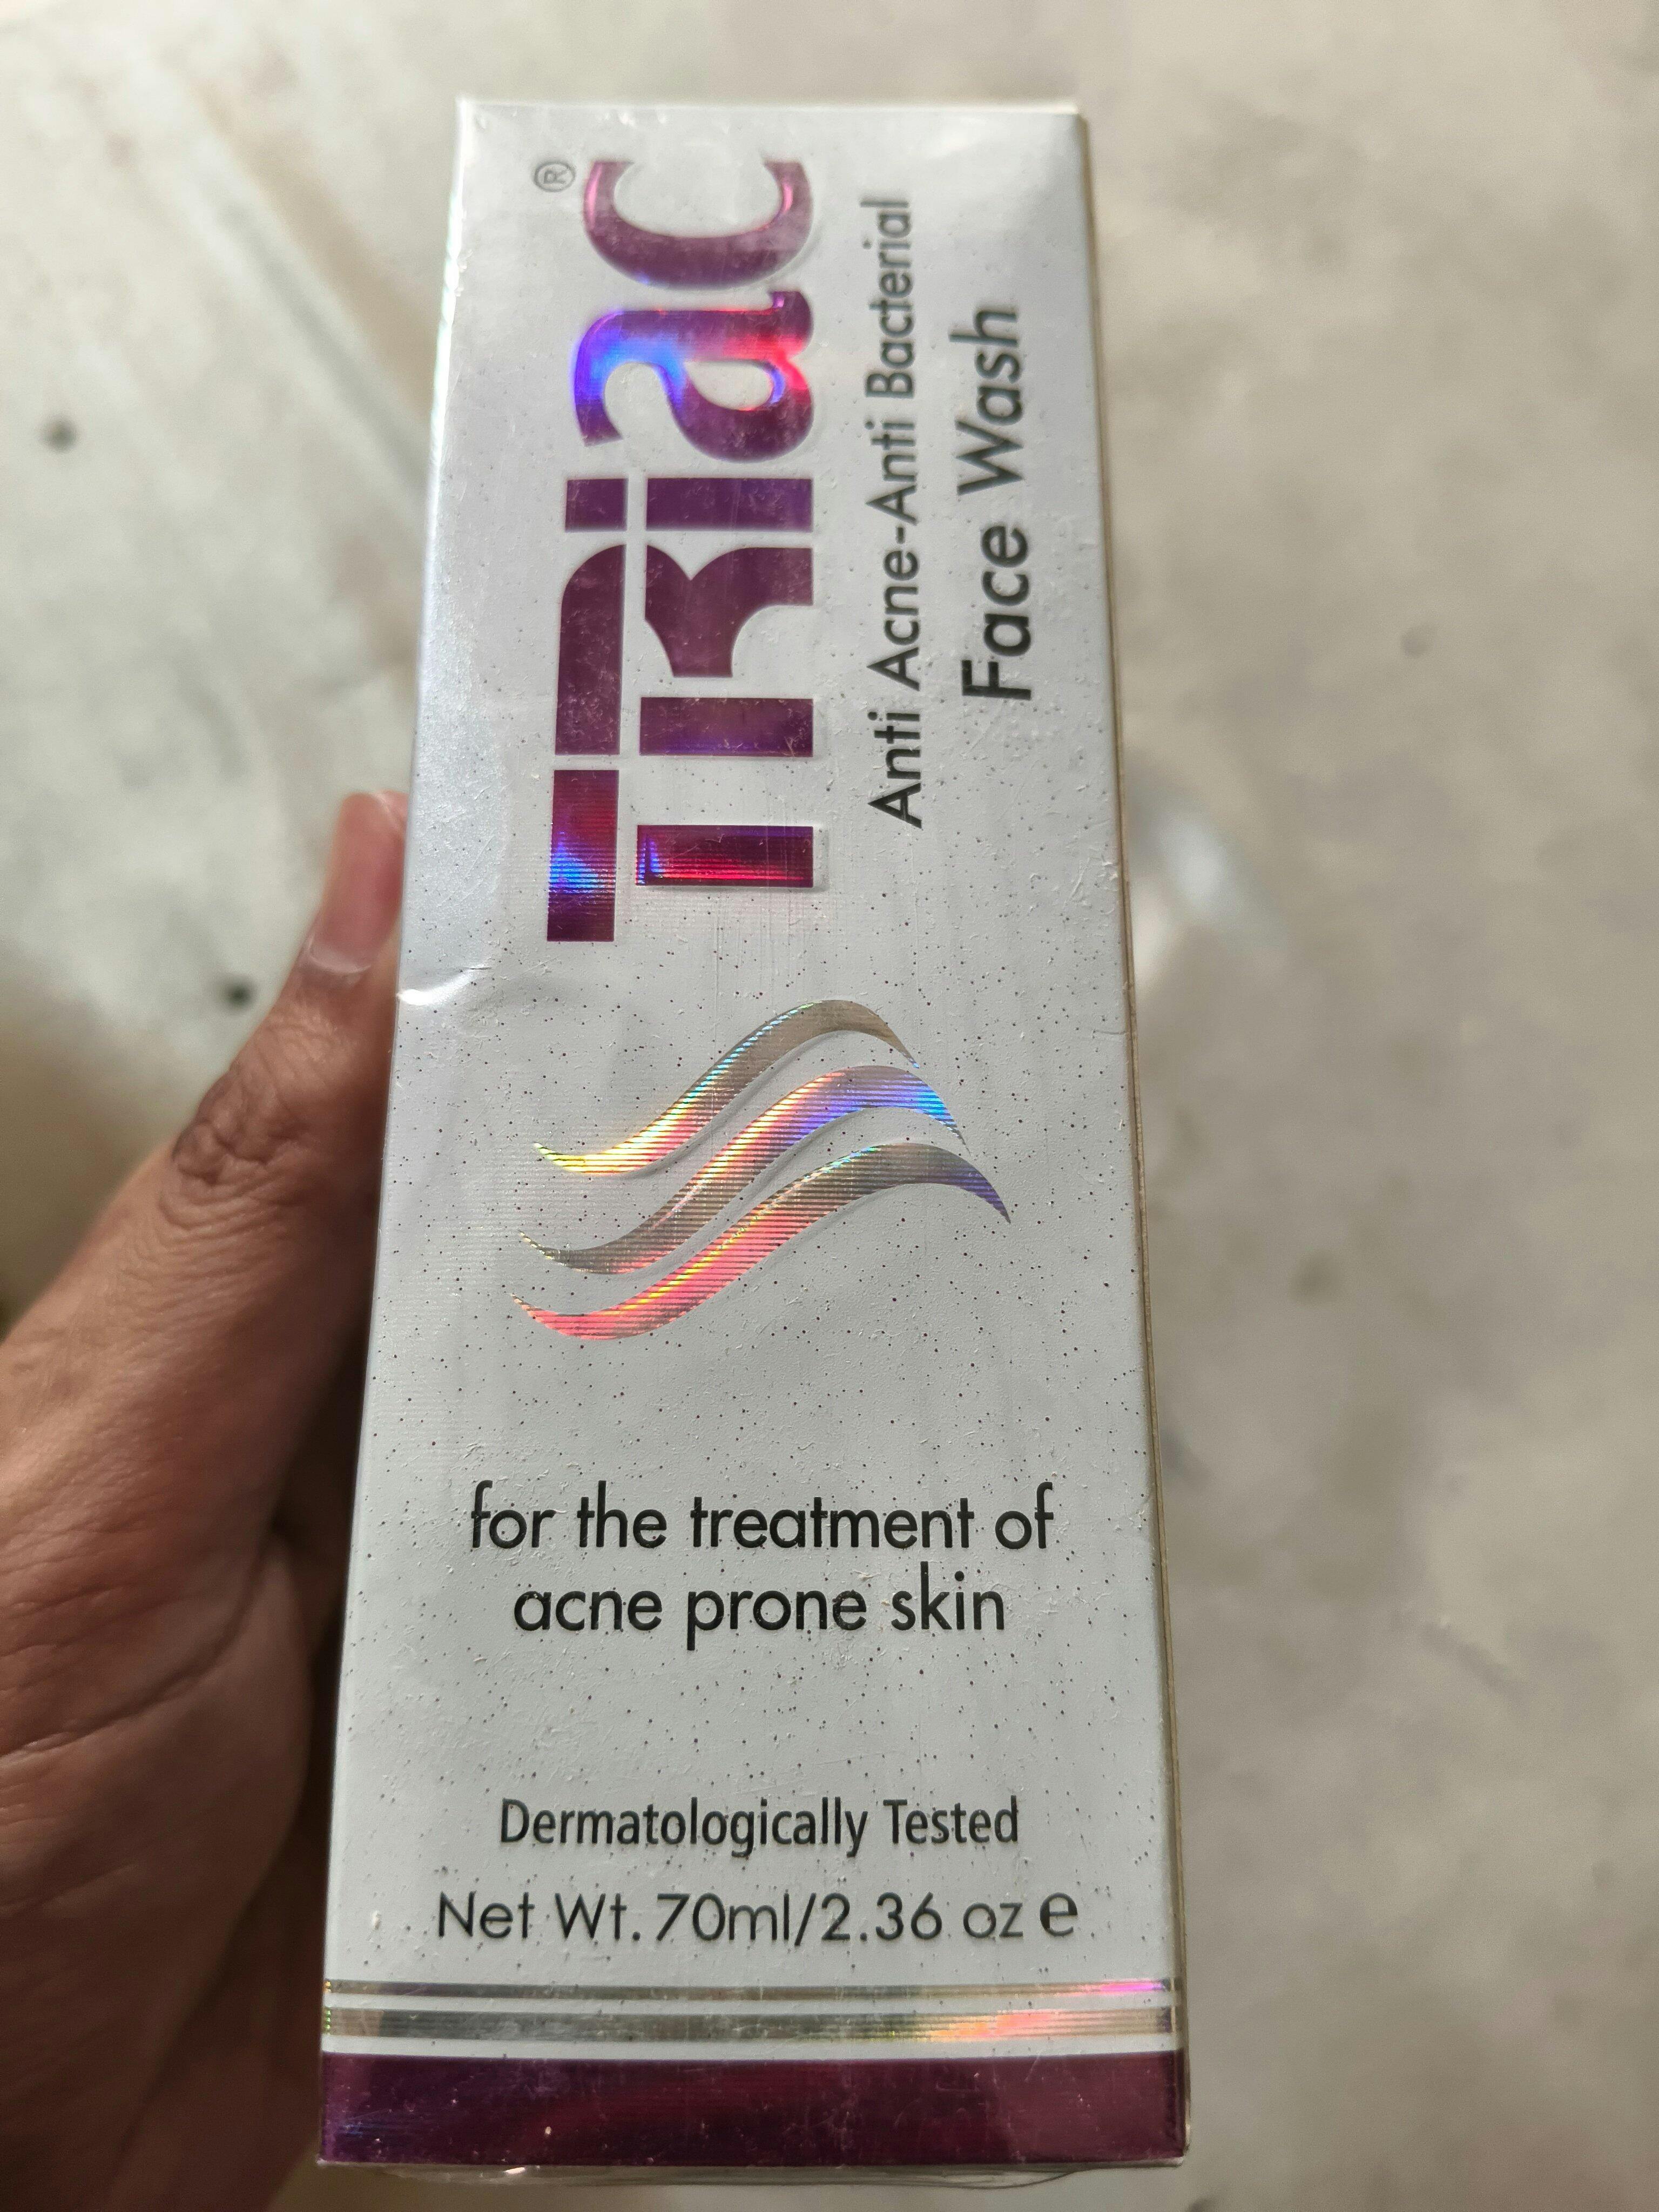 TRiac®
Anti Acne-Anti Bacterial
Face Wash
for the treatment of
acne prone skin
Dermatologically Tested
Net Wt. 70ml/2.36 oz e